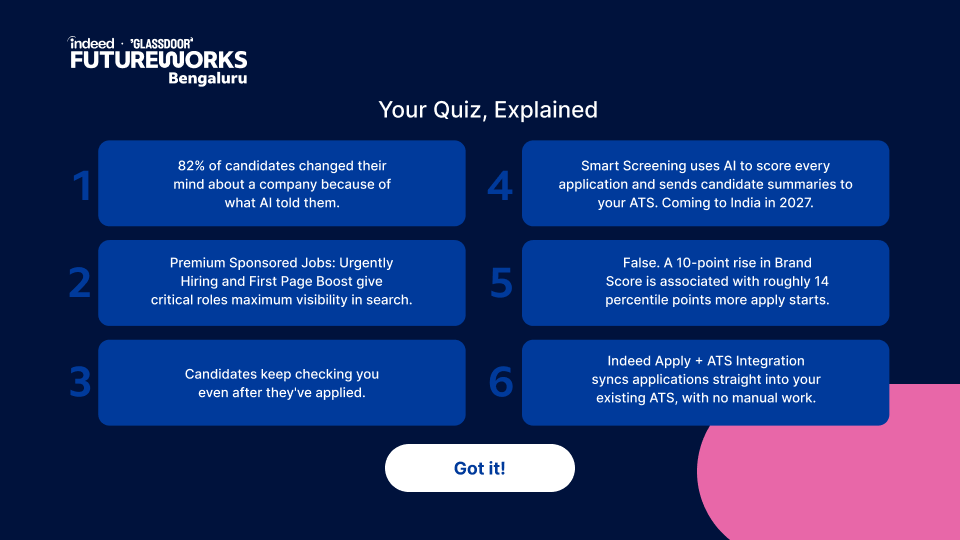 indeed · GLASSDOOR
FUTUREWORKS
Bengaluru
Your Quiz, Explained
1
82% of candidates changed their
mind about a company because of
what AI told them.
2
Premium Sponsored Jobs: Urgently
Hiring and First Page Boost give
critical roles maximum visibility in search.
3
Candidates keep checking you
even after they've applied.
4
Smart Screening uses AI to score every
application and sends candidate summaries to
your ATS. Coming to India in 2027.
5
False. A 10-point rise in Brand
Score is associated with roughly 14
percentile points more apply starts.
6
Indeed Apply + ATS Integration
syncs applications straight into your
existing ATS, with no manual work.
Got it!